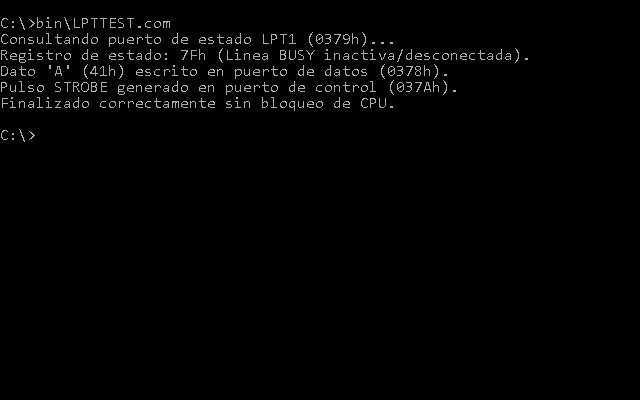 C:\>bin\LPTTEST.com
Consultando puerto de estado LPT1 (0379h)...
Registro de estado: 7Fh (Linea BUSY inactiva/desconectada).
Dato 'A' (41h) escrito en puerto de datos (0378h).
Pulso STROBE generado en puerto de control (037Ah).
Finalizado correctamente sin bloqueo de CPU.
C:\>